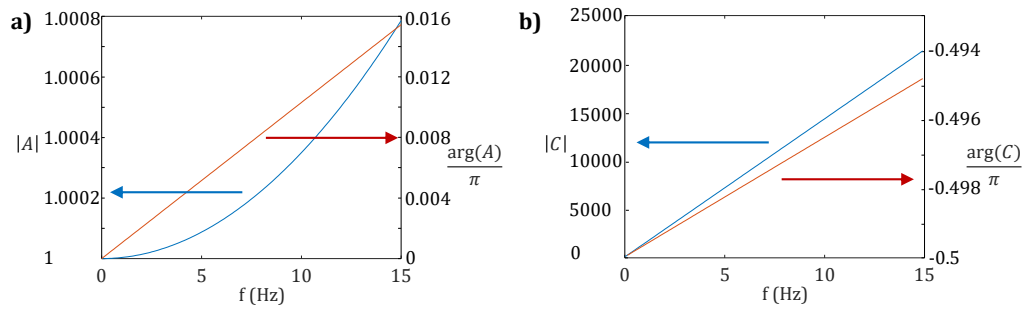 a)
1.0008
1.0006
1.0004
|A|
1.0002
1
0.016
0.012
0.008
arg(A)
π
0.004
0
0
5
10
15
f (Hz)
b)
25000
20000
15000
|C|
10000
5000
0
-0.494
-0.496
arg(C)
π
-0.498
-0.5
0
5
10
15
f (Hz)